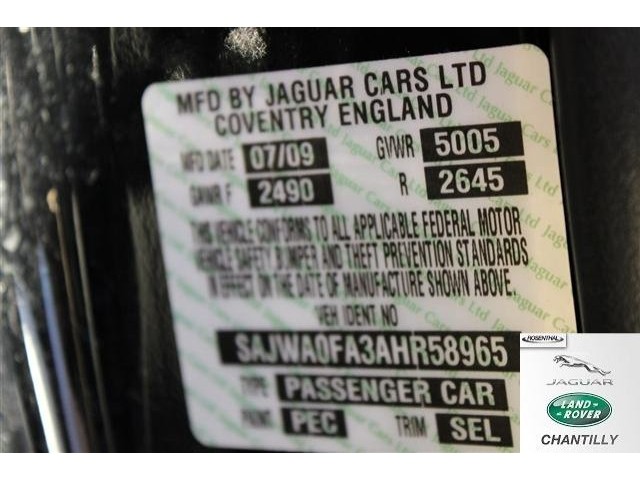 MFD BY JAGUAR CARS LTD
COVENTRY ENGLAND
MFD DATE 07/09 GVWR 5005
GAWR F 2490 R 2645
THIS VEHICLE CONFORMS TO ALL APPLICABLE FEDERAL MOTOR
VEHICLE SAFETY BUMPER AND THEFT PREVENTION STANDARDS
IN EFFECT ON THE DATE OF MANUFACTURE SHOWN ABOVE.
VEH IDENT NO
SAJWA0FA3AHR58965
TYPE PASSENGER CAR
PAINT PEC TRIM SEL
ROSENTHAL
JAGUAR
LAND ROVER
CHANTILLY